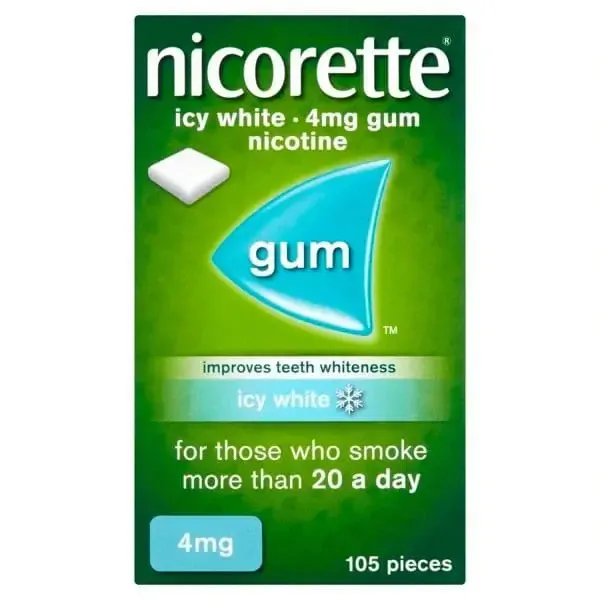 nicorette®
icy white · 4mg gum
nicotine
gum
™
improves teeth whiteness
icy white
for those who smoke
more than 20 a day
4mg
105 pieces